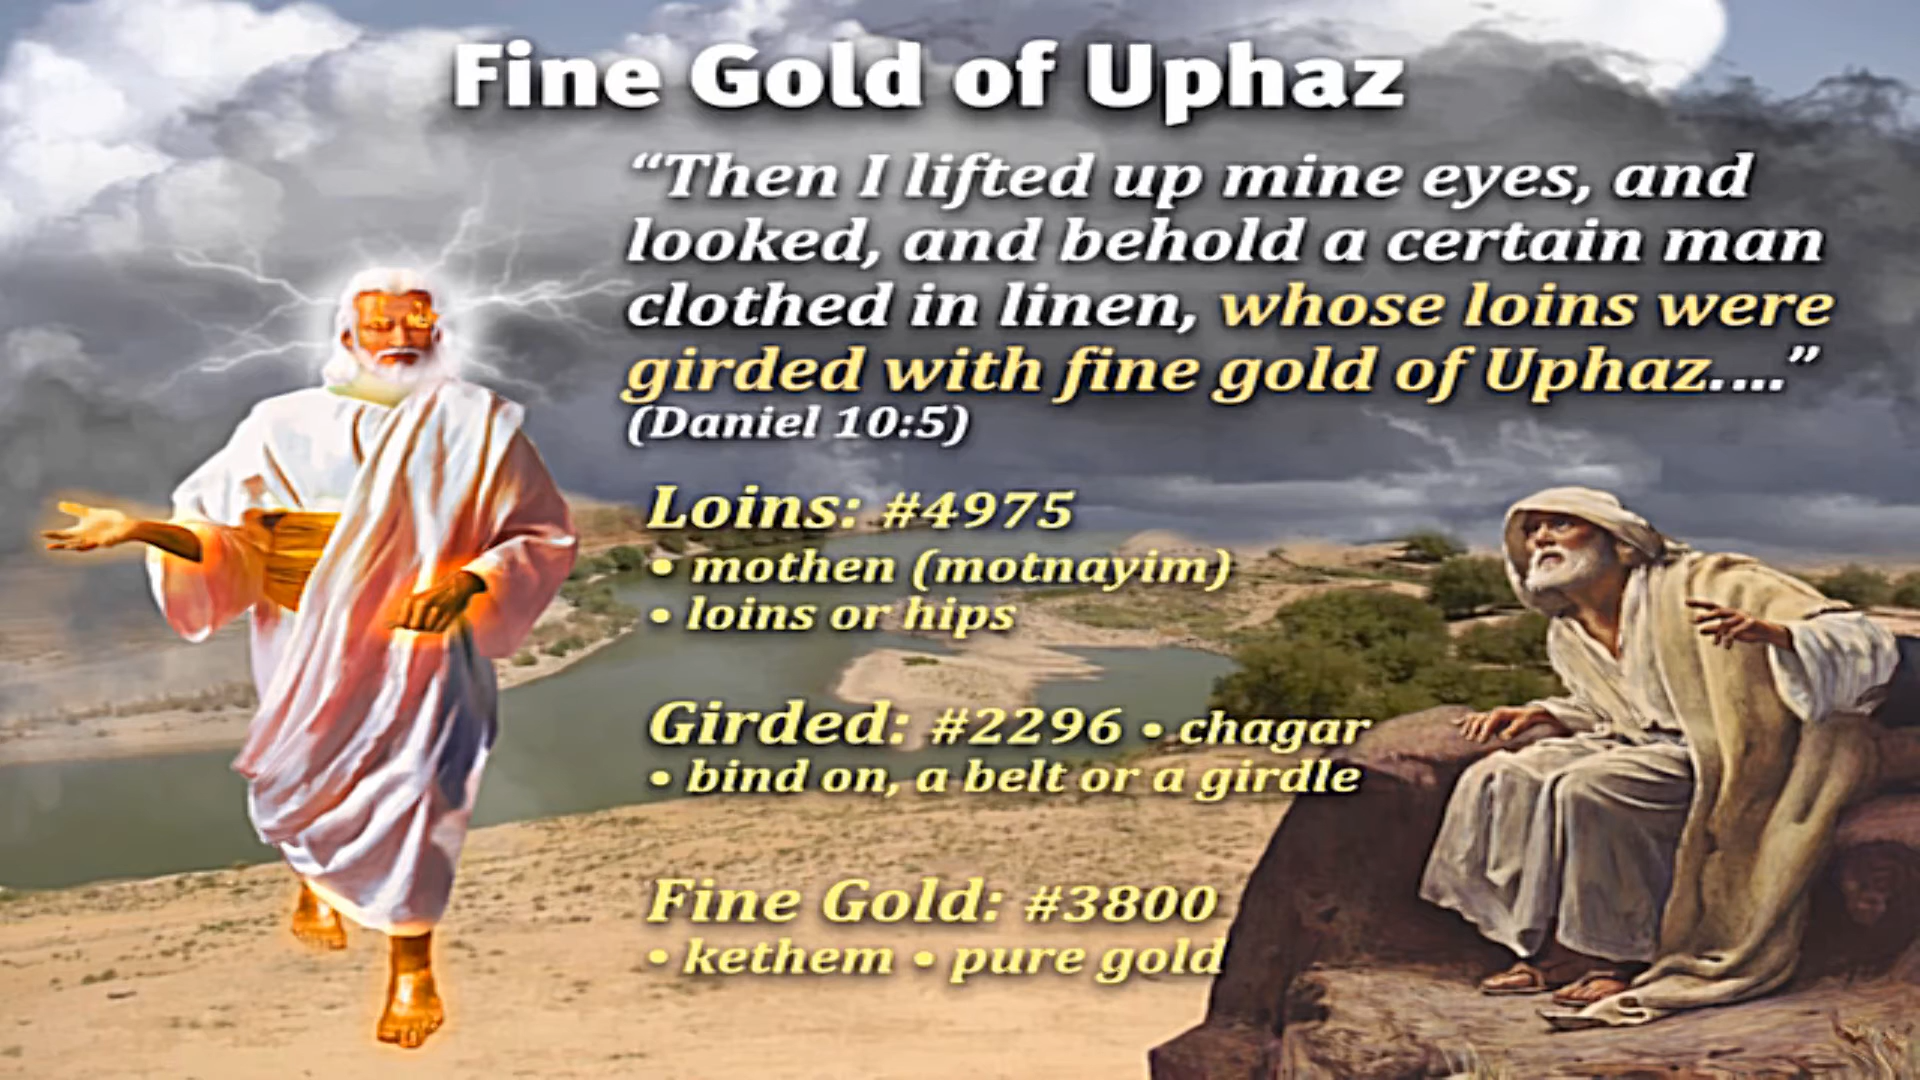 Fine Gold of Uphaz
“Then I lifted up mine eyes, and
looked, and behold a certain man
clothed in linen, whose loins were
girded with fine gold of Uphaz....”
(Daniel 10:5)
Loins: #4975
• mothen (motnayim)
• loins or hips
Girded: #2296 • chagar
• bind on, a belt or a girdle
Fine Gold: #3800
• kethem • pure gold